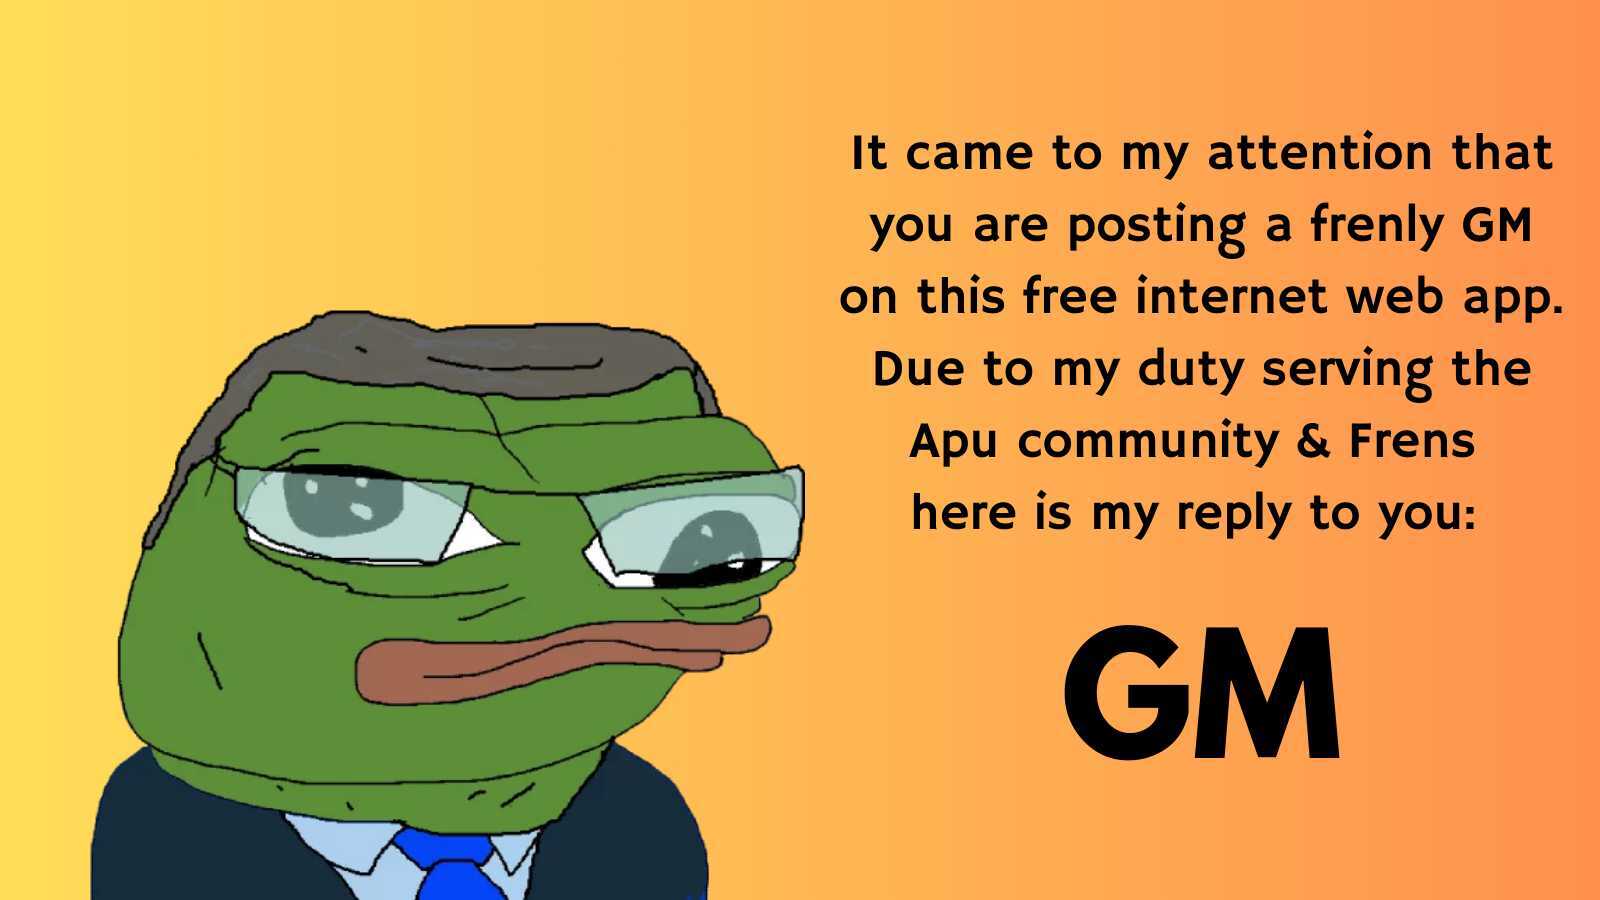 It came to my attention that
you are posting a frenly GM
on this free internet web app.
Due to my duty serving the
Apu community & Frens
here is my reply to you:
GM